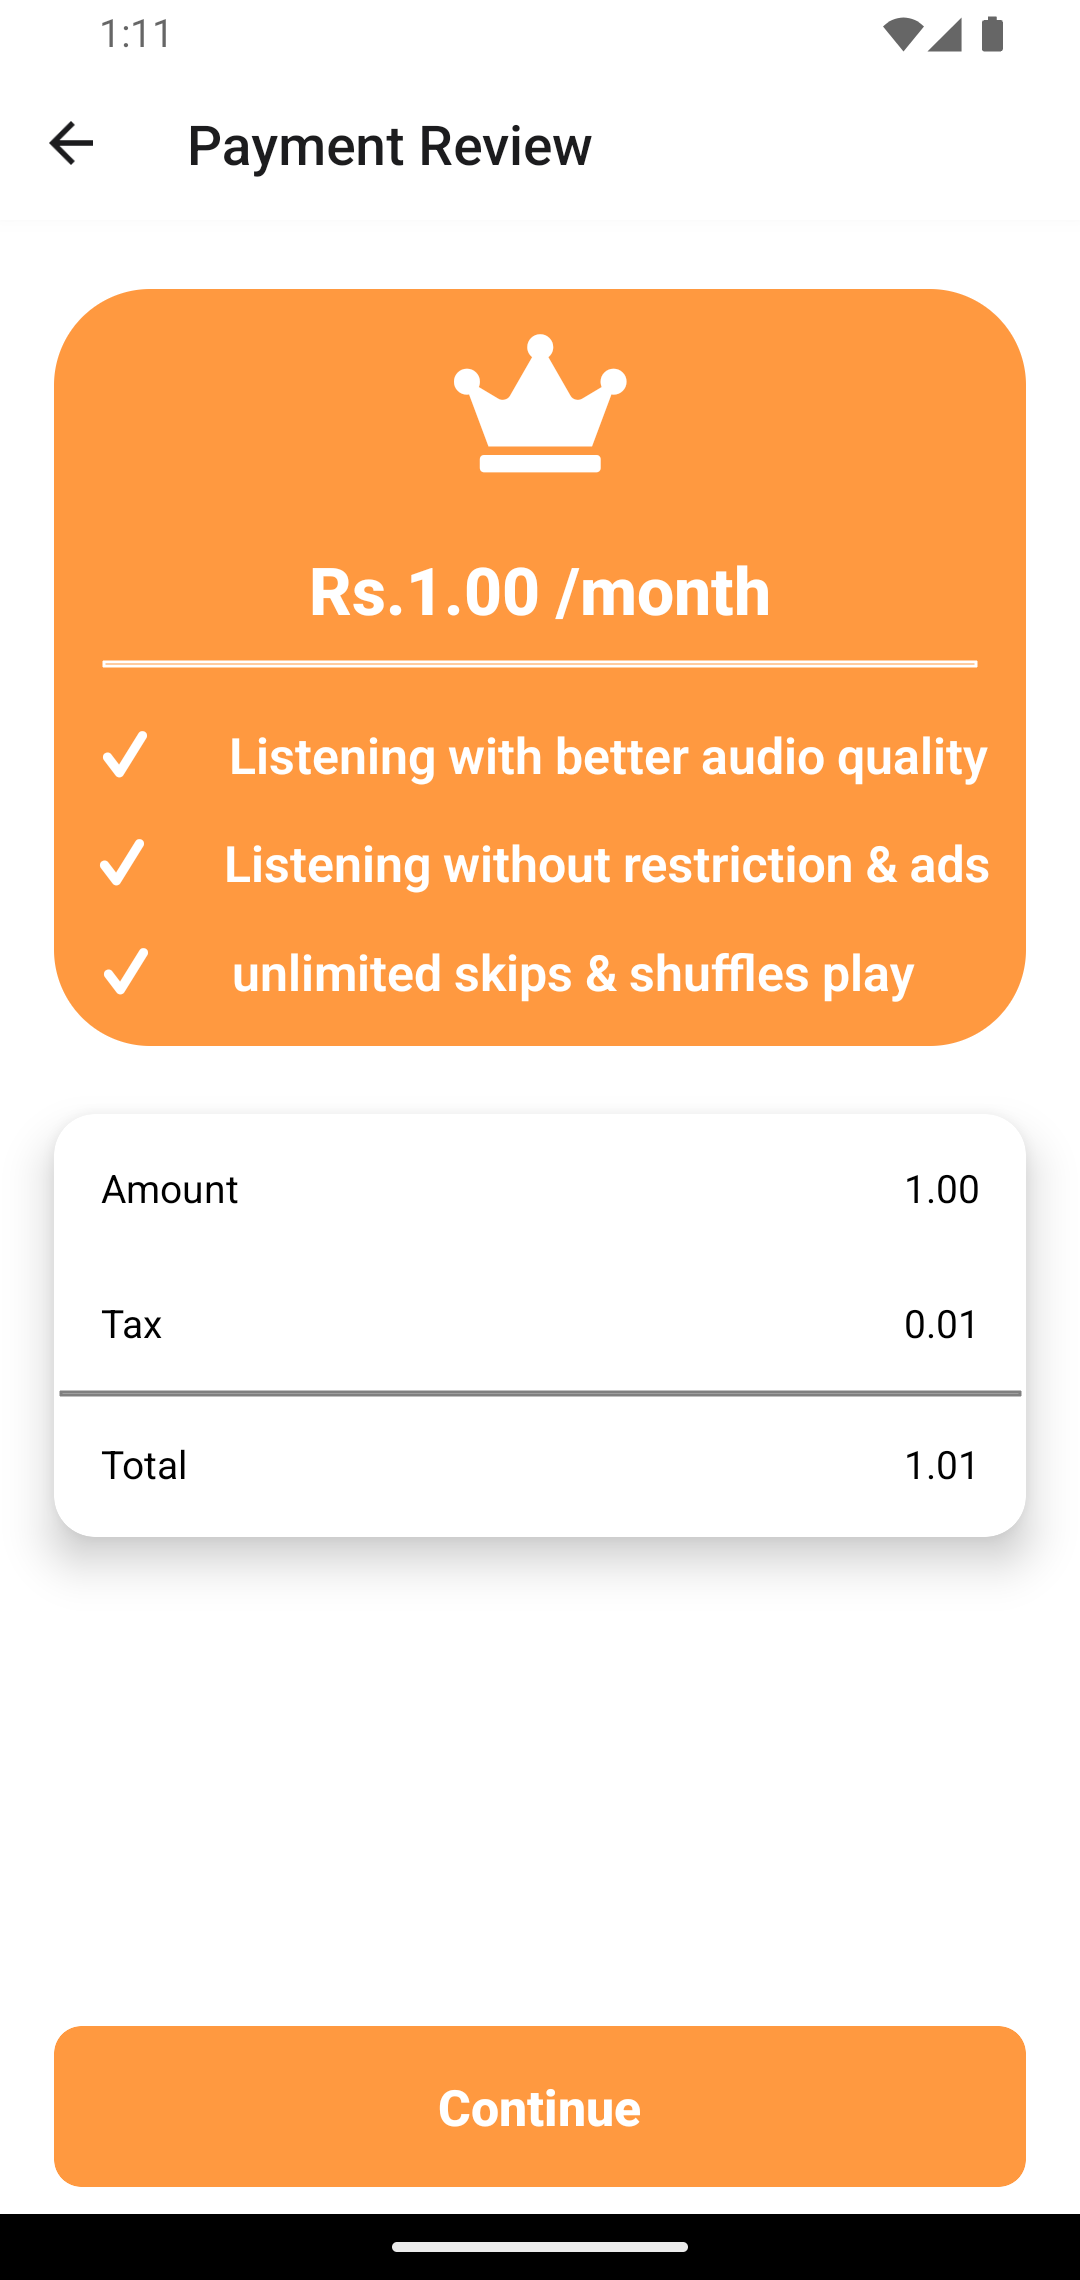 1:11
Payment Review
Rs.1.00 /month
Listening with better audio quality
Listening without restriction & ads
unlimited skips & shuffles play
Amount 1.00
Tax 0.01
Total 1.01
Continue